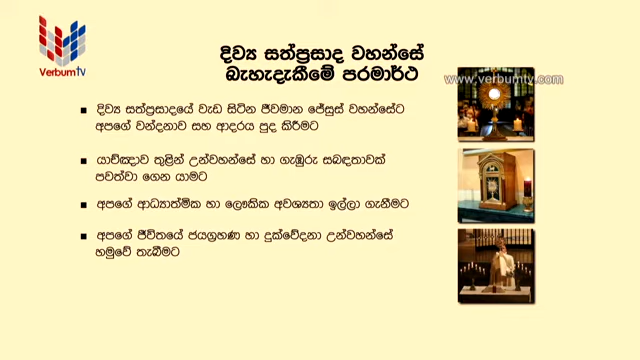 VerbumTV
දිව්‍ය සත්ප්‍රසාද වහන්සේ
බැහැදැකීමේ පරමාර්ථ
www.verbumtv.com
දිව්‍ය සත්ප්‍රසාදයේ වැඩ සිටින ජීවමාන ජේසුස් වහන්සේට
අපගේ වන්දනාව සහ ආදරය පුද කිරීමට
යාච්ඤාව තුළින් උන්වහන්සේ හා ගැඹුරු සබඳතාවක්
පවත්වා ගෙන යාමට
අපගේ ආධ්‍යාත්මික හා ලෞකික අවශ්‍යතා ඉල්ලා ගැනීමට
අපගේ ජීවිතයේ ජයග්‍රහණ හා දුක්වේදනා උන්වහන්සේ
හමුවේ තැබීමට